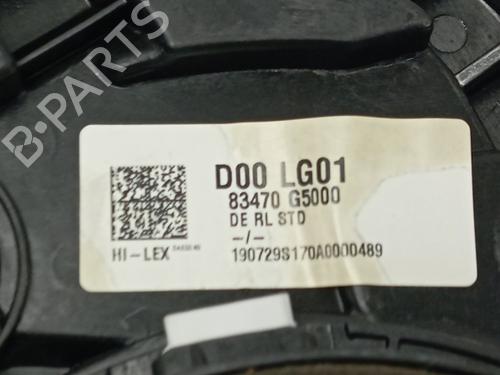 B-PARTS
D00 LG01
83470 G5000
DE RL STD
-/-
HI-LEX
190729S170A0000489